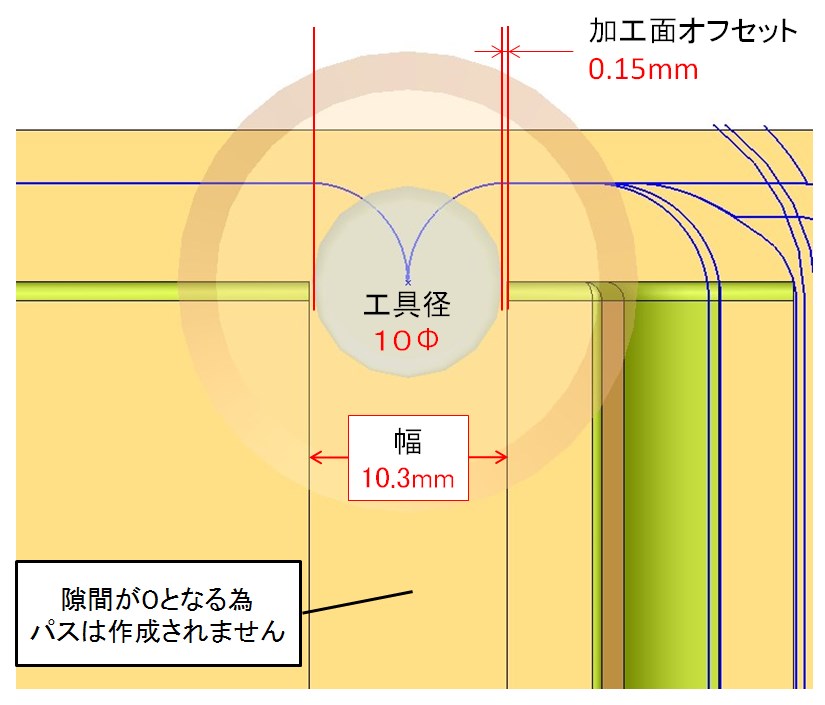 加工面オフセット
0.15mm
工具径
10Φ
幅
10.3mm
隙間が0となる為
パスは作成されません